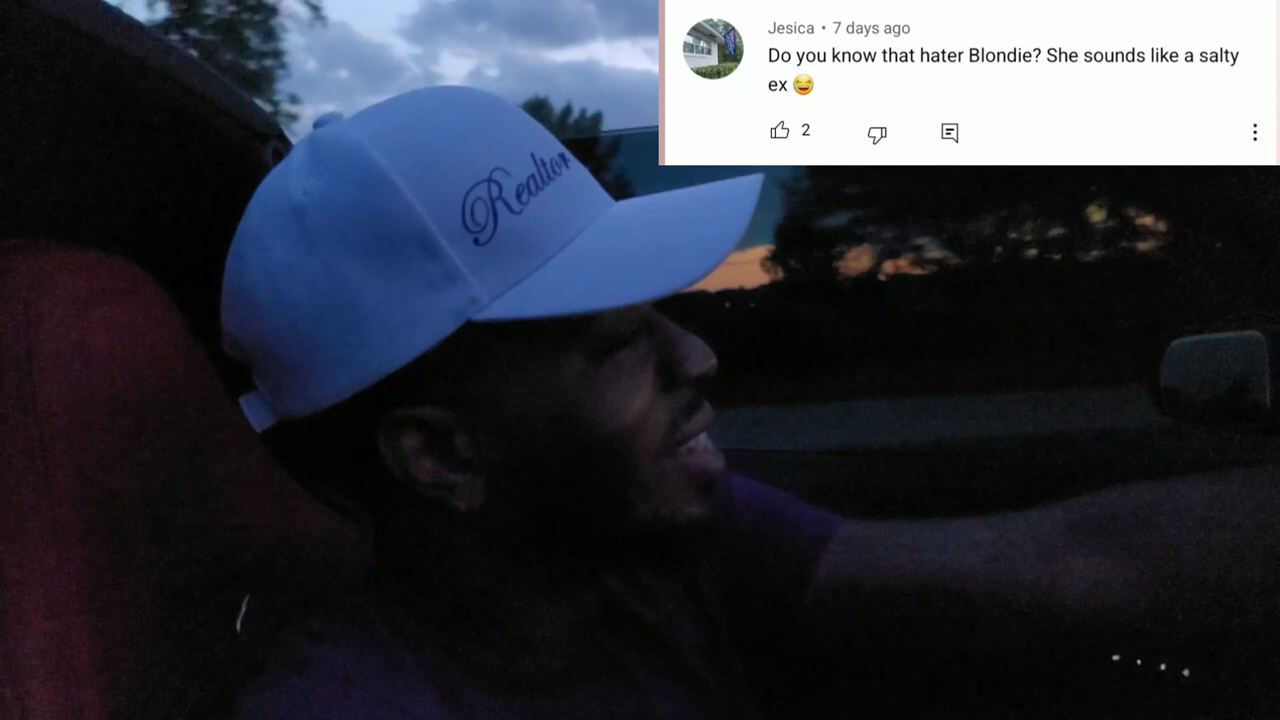 Jesica • 7 days ago
Do you know that hater Blondie? She sounds like a salty
ex 😅
2
Realtor